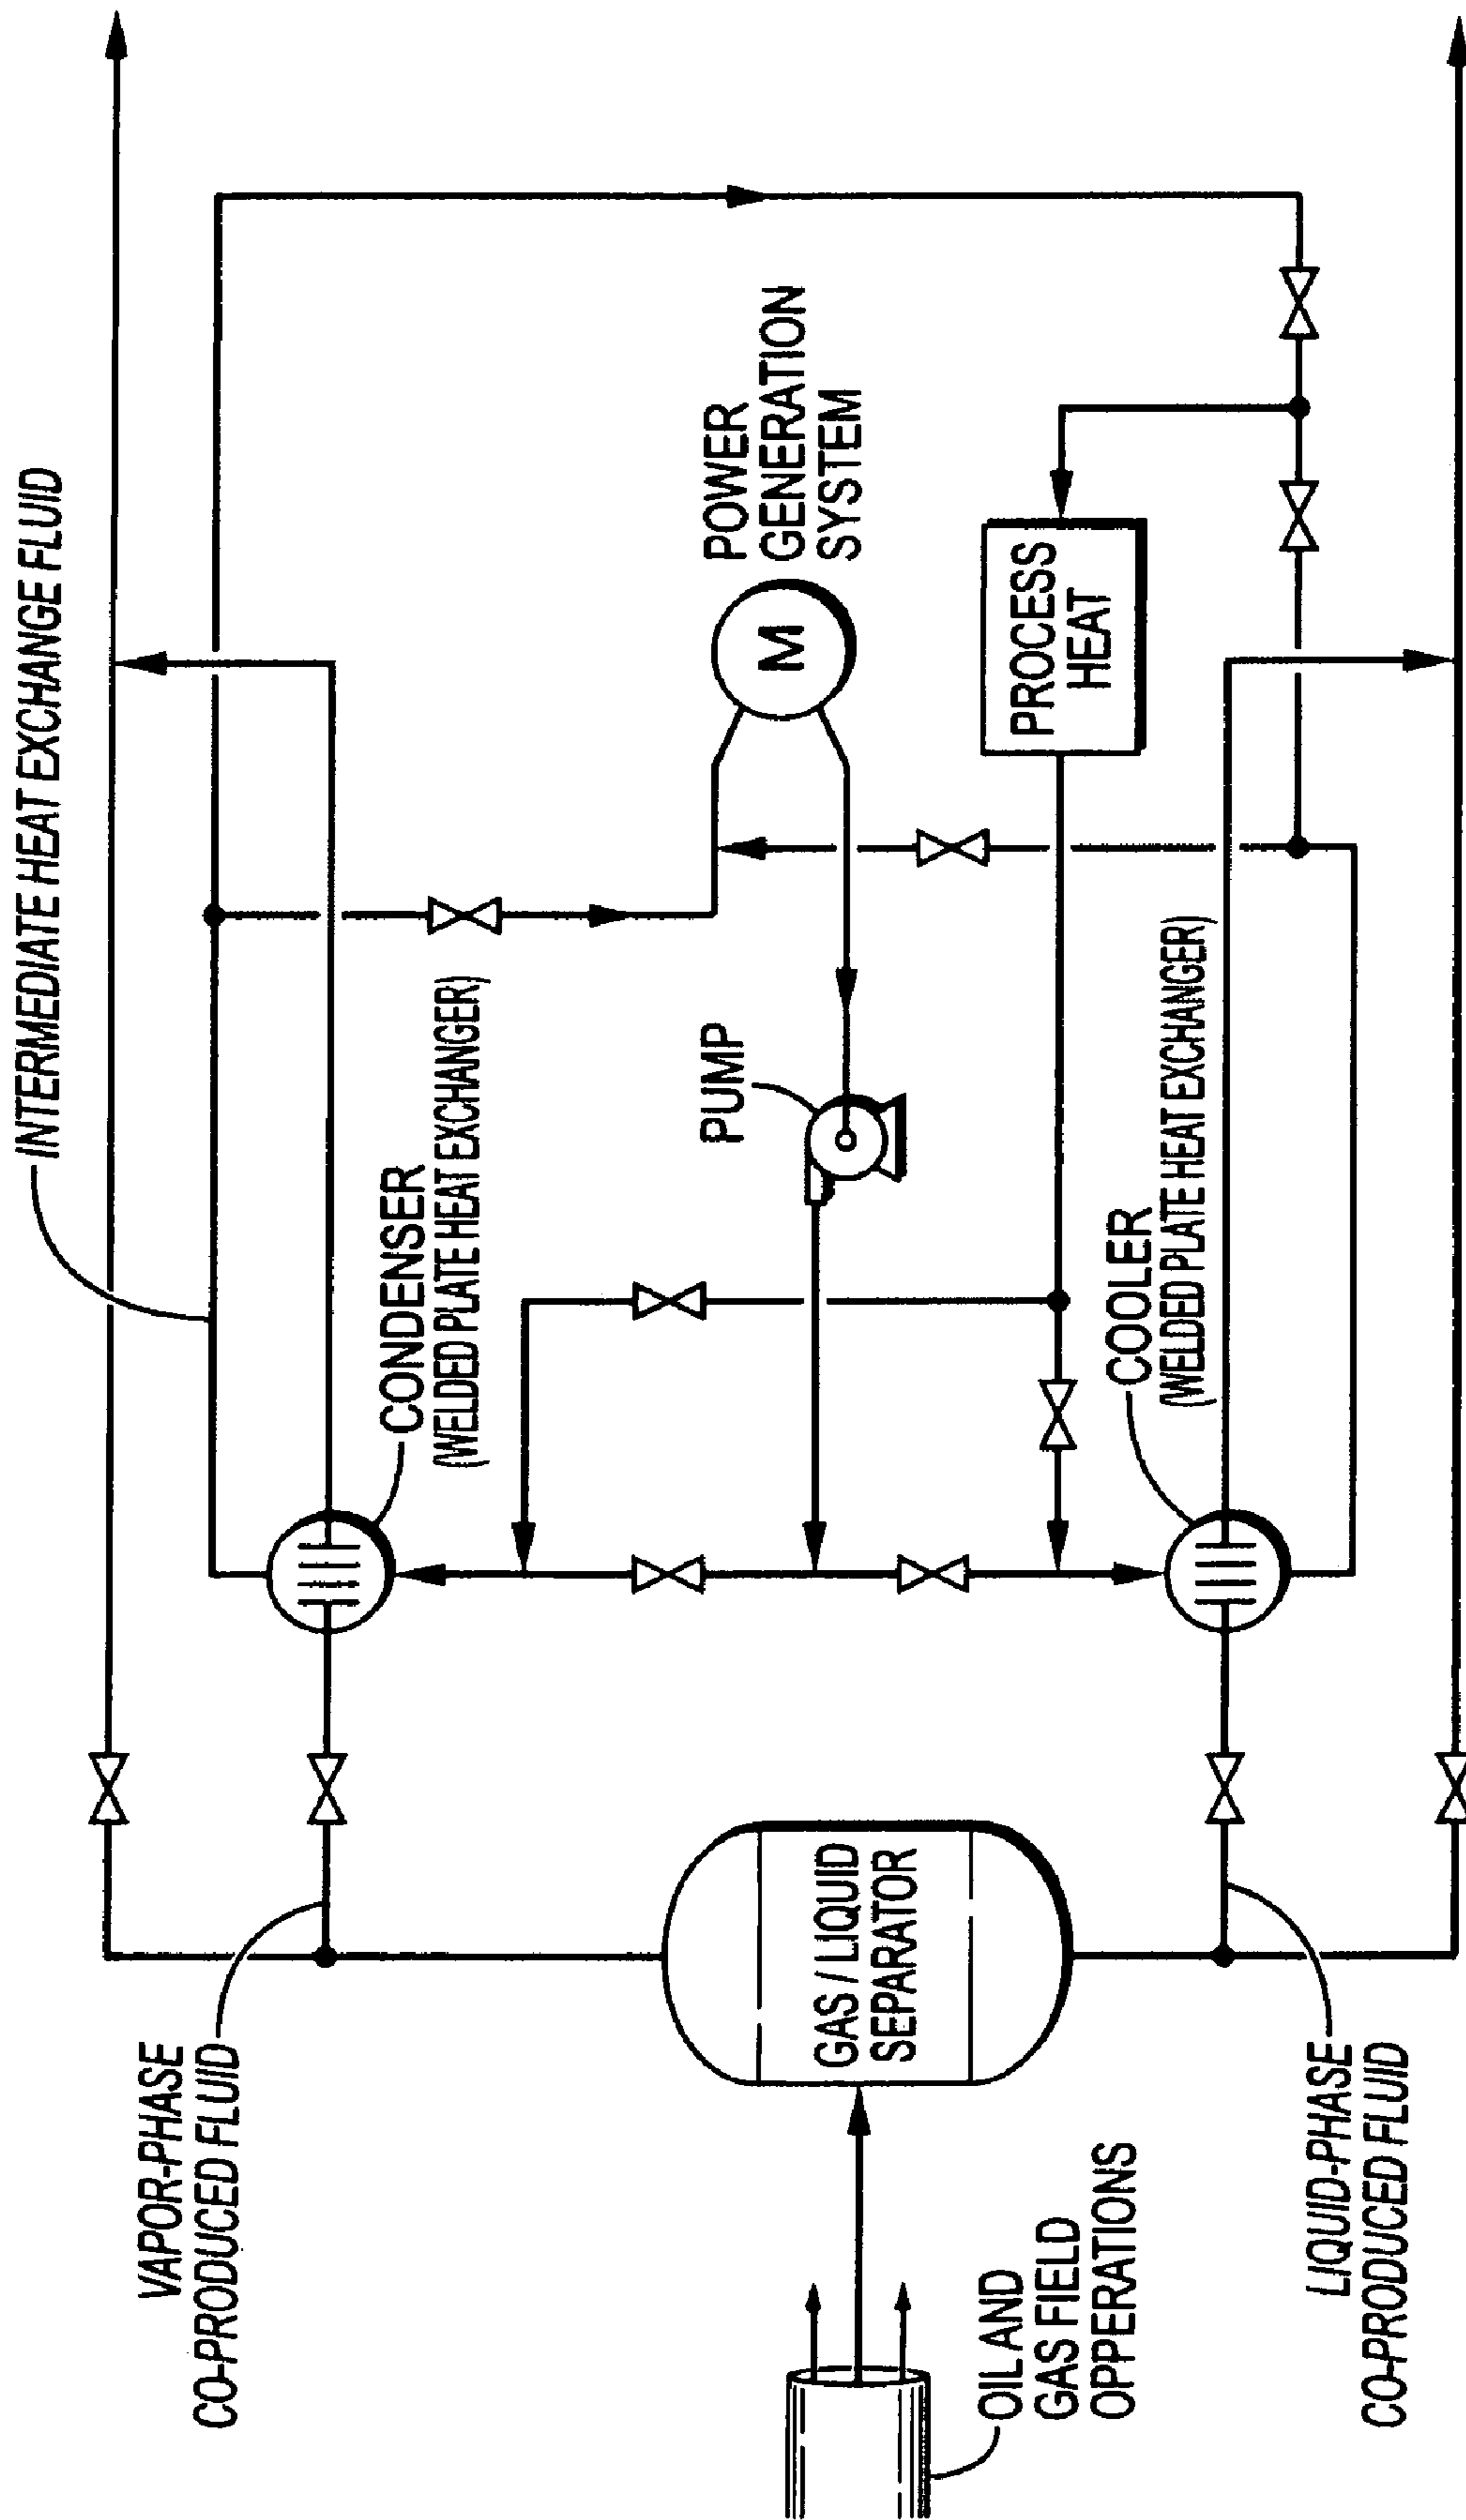 INTERMEDIATE HEAT EXCHANGE FLUID
VAPOR-PHASE
CO-PRODUCED FLUID
CONDENSER
(WELDED PLATE HEAT EXCHANGER)
POWER
GENERATION
SYSTEM
M
PUMP
GAS / LIQUID
SEPARATOR
OIL AND
GAS FIELD
OPPERATIONS
PROCESS
HEAT
COOLER
(WELDED PLATE HEAT EXCHANGER)
LIQUID-PHASE
CO-PRODUCED FLUID